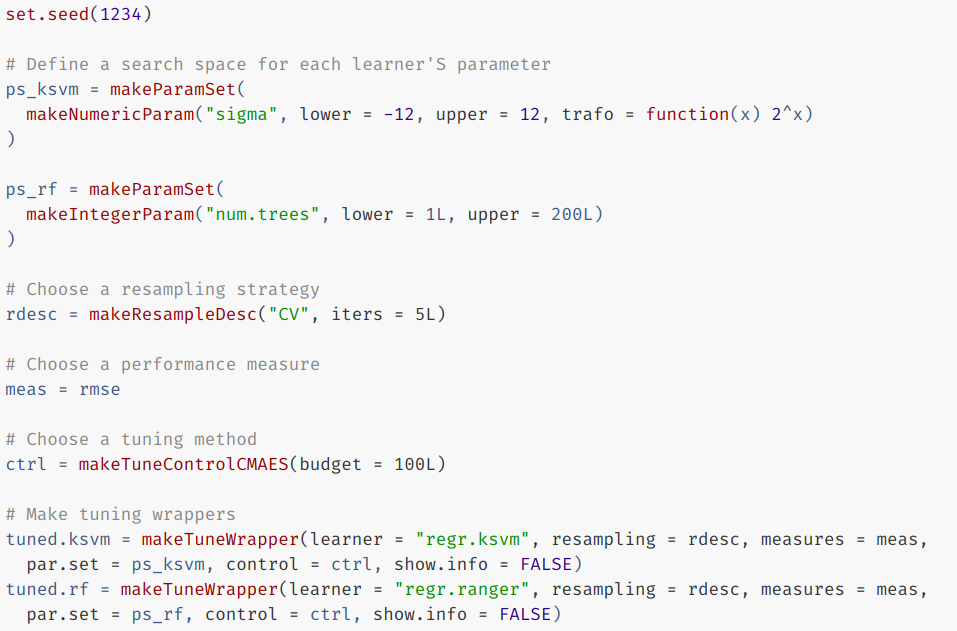 set.seed(1234)
# Define a search space for each learner'S parameter
ps_ksvm = makeParamSet(
  makeNumericParam("sigma", lower = -12, upper = 12, trafo = function(x) 2^x)
)
ps_rf = makeParamSet(
  makeIntegerParam("num.trees", lower = 1L, upper = 200L)
)
# Choose a resampling strategy
rdesc = makeResampleDesc("CV", iters = 5L)
# Choose a performance measure
meas = rmse
# Choose a tuning method
ctrl = makeTuneControlCMAES(budget = 100L)
# Make tuning wrappers
tuned.ksvm = makeTuneWrapper(learner = "regr.ksvm", resampling = rdesc, measures = meas,
  par.set = ps_ksvm, control = ctrl, show.info = FALSE)
tuned.rf = makeTuneWrapper(learner = "regr.ranger", resampling = rdesc, measures = meas,
  par.set = ps_rf, control = ctrl, show.info = FALSE)